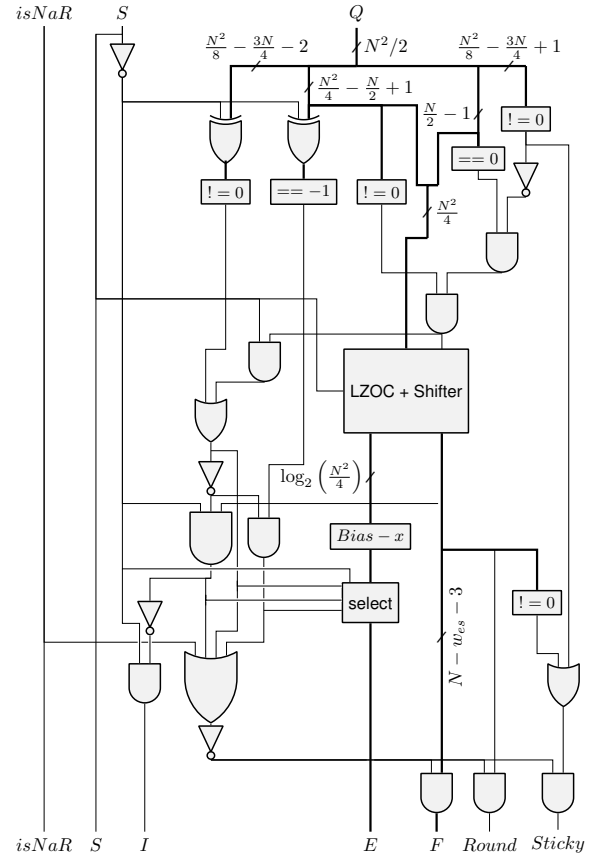 isNaR S Q
N²/8 − 3N/4 − 2 N²/2 N²/8 − 3N/4 + 1
N²/4 − N/2 + 1
N/2 − 1 ! = 0
== 0
! = 0 == −1 ! = 0
N²/4
LZOC + Shifter
log₂ (N²/4)
Bias − x
select ! = 0
N − w_es − 3
isNaR S I E F Round Sticky